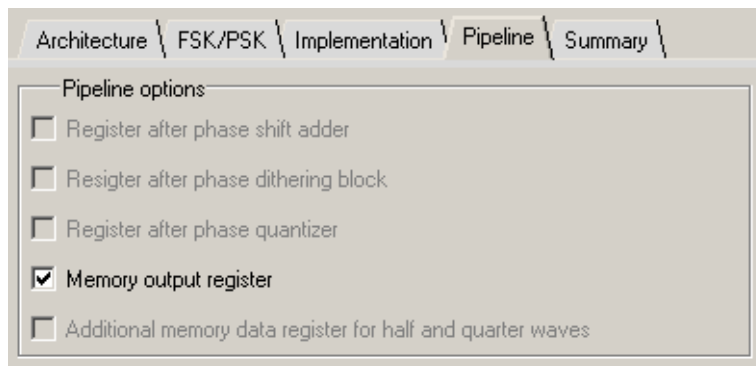 Architecture FSK/PSK Implementation Pipeline Summary
Pipeline options
Register after phase shift adder
Resigter after phase dithering block
Register after phase quantizer
Memory output register
Additional memory data register for half and quarter waves